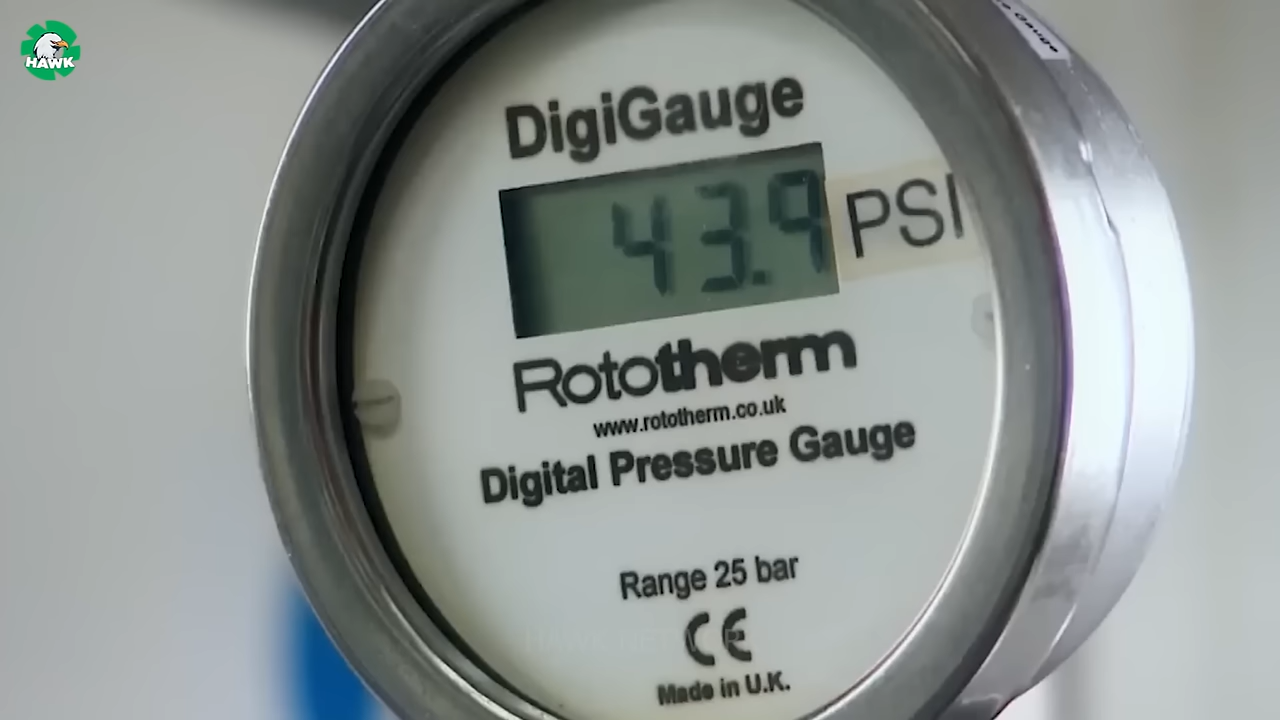 HAWK
Gauge
DigiGauge
43.9 PSI
Rototherm
www.rototherm.co.uk
Digital Pressure Gauge
Range 25 bar
CE
Made in U.K.